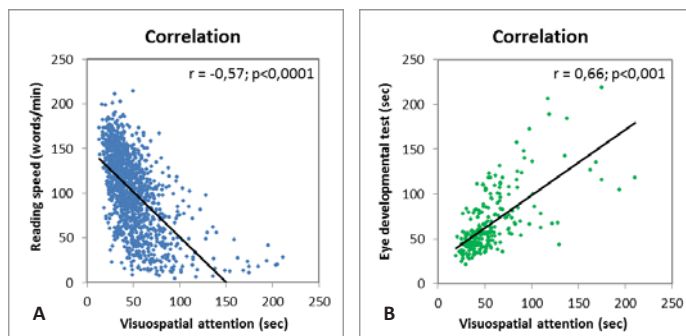 Correlation
r = -0,57; p<0,0001
Reading speed (words/min)
250
200
150
100
50
0
0 50 100 150 200 250
Visuospatial attention (sec)
A
Correlation
r = 0,66; p<0,001
Eye developmental test (sec)
250
200
150
100
50
0
0 50 100 150 200 250
Visuospatial attention (sec)
B